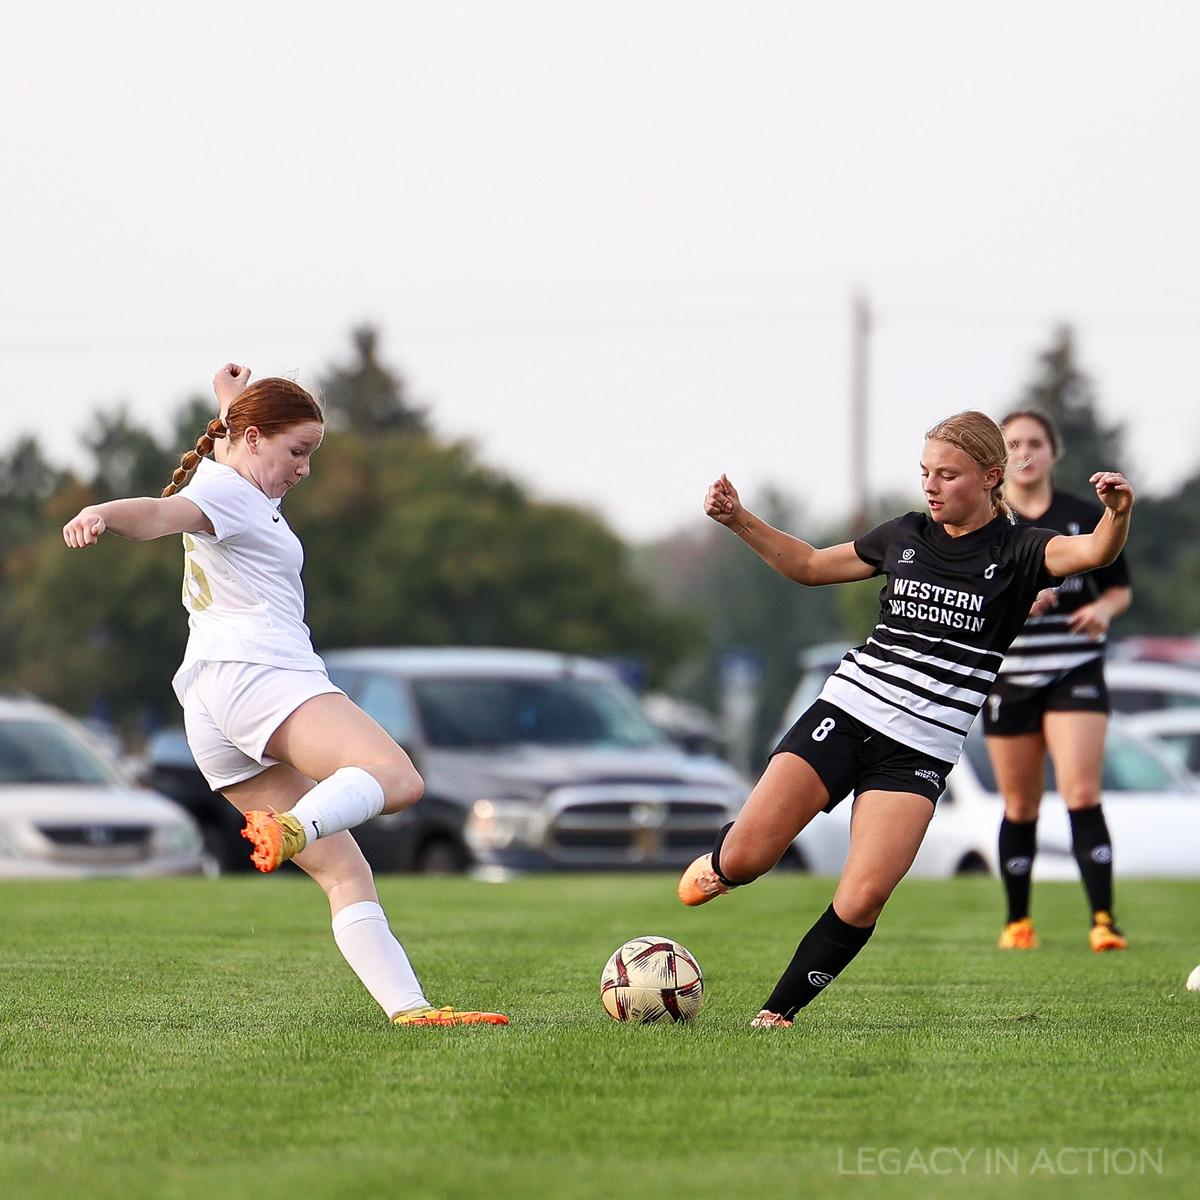 WESTERN
WISCONSIN
8
LEGACY IN ACTION